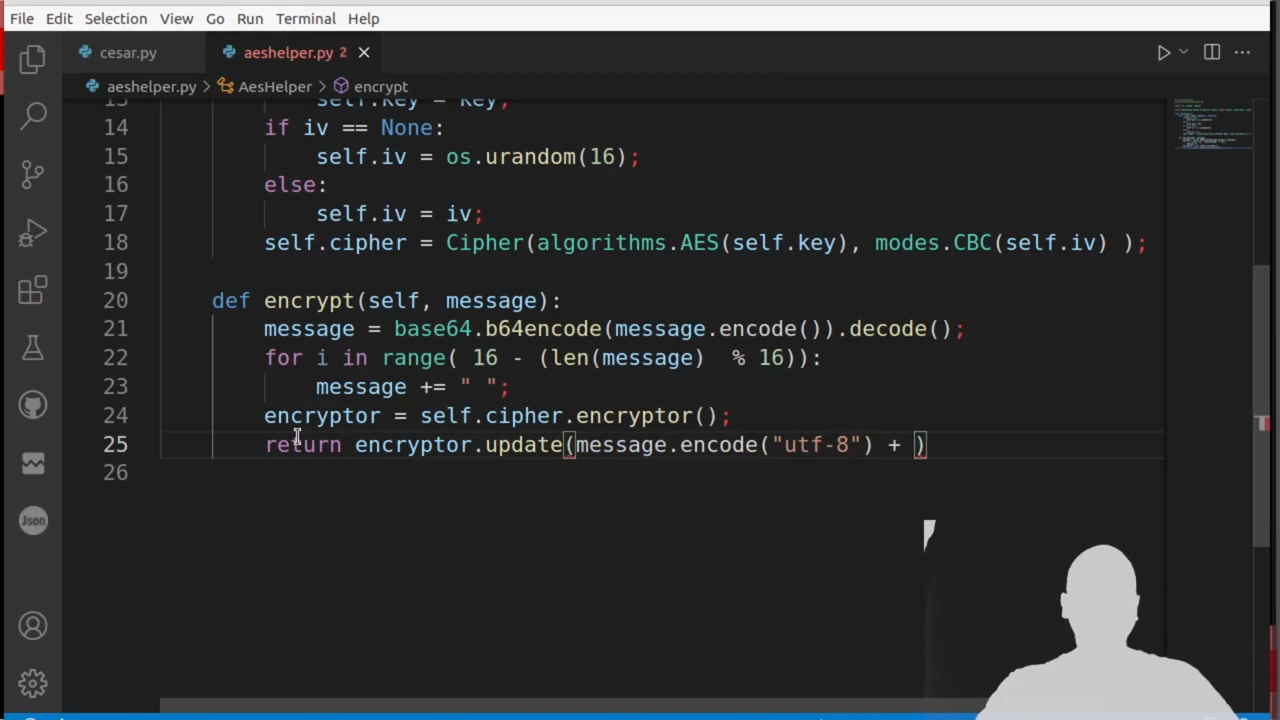 File Edit Selection View Go Run Terminal Help
cesar.py aeshelper.py 2
aeshelper.py > AesHelper > encrypt
13 self.key = key;
14 if iv == None:
15 self.iv = os.urandom(16);
16 else:
17 self.iv = iv;
18 self.cipher = Cipher(algorithms.AES(self.key), modes.CBC(self.iv) );
19
20 def encrypt(self, message):
21 message = base64.b64encode(message.encode()).decode();
22 for i in range( 16 - (len(message) % 16)):
23 message += " ";
24 encryptor = self.cipher.encryptor();
25 return encryptor.update(message.encode("utf-8") + )
26
Json